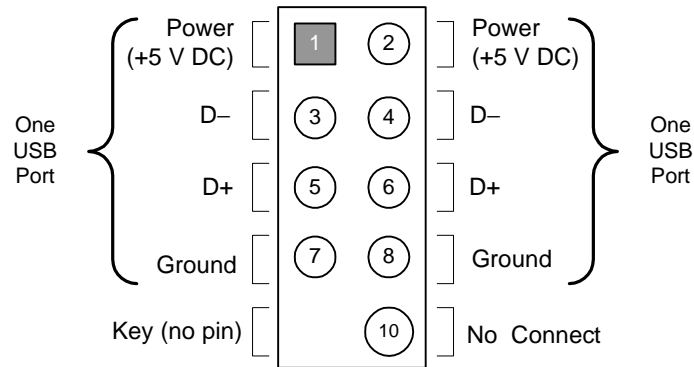 Power
(+5 V DC)
1
2
Power
(+5 V DC)
One
USB
Port
D−
3
4
D−
One
USB
Port
D+
5
6
D+
Ground
7
8
Ground
Key (no pin)
10
No Connect